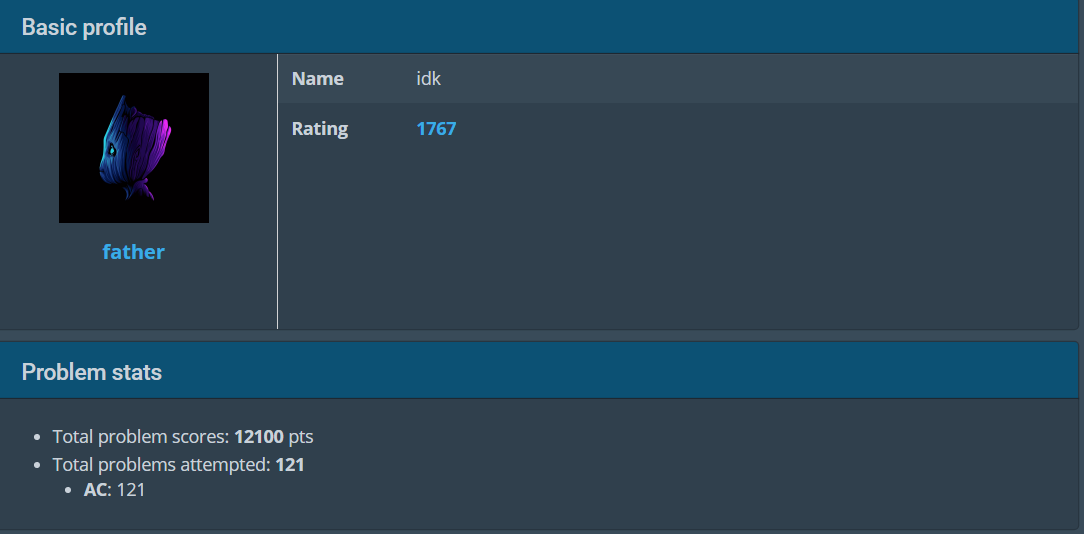 Basic profile
Name idk
Rating 1767
father
Problem stats
Total problem scores: 12100 pts
Total problems attempted: 121
AC: 121